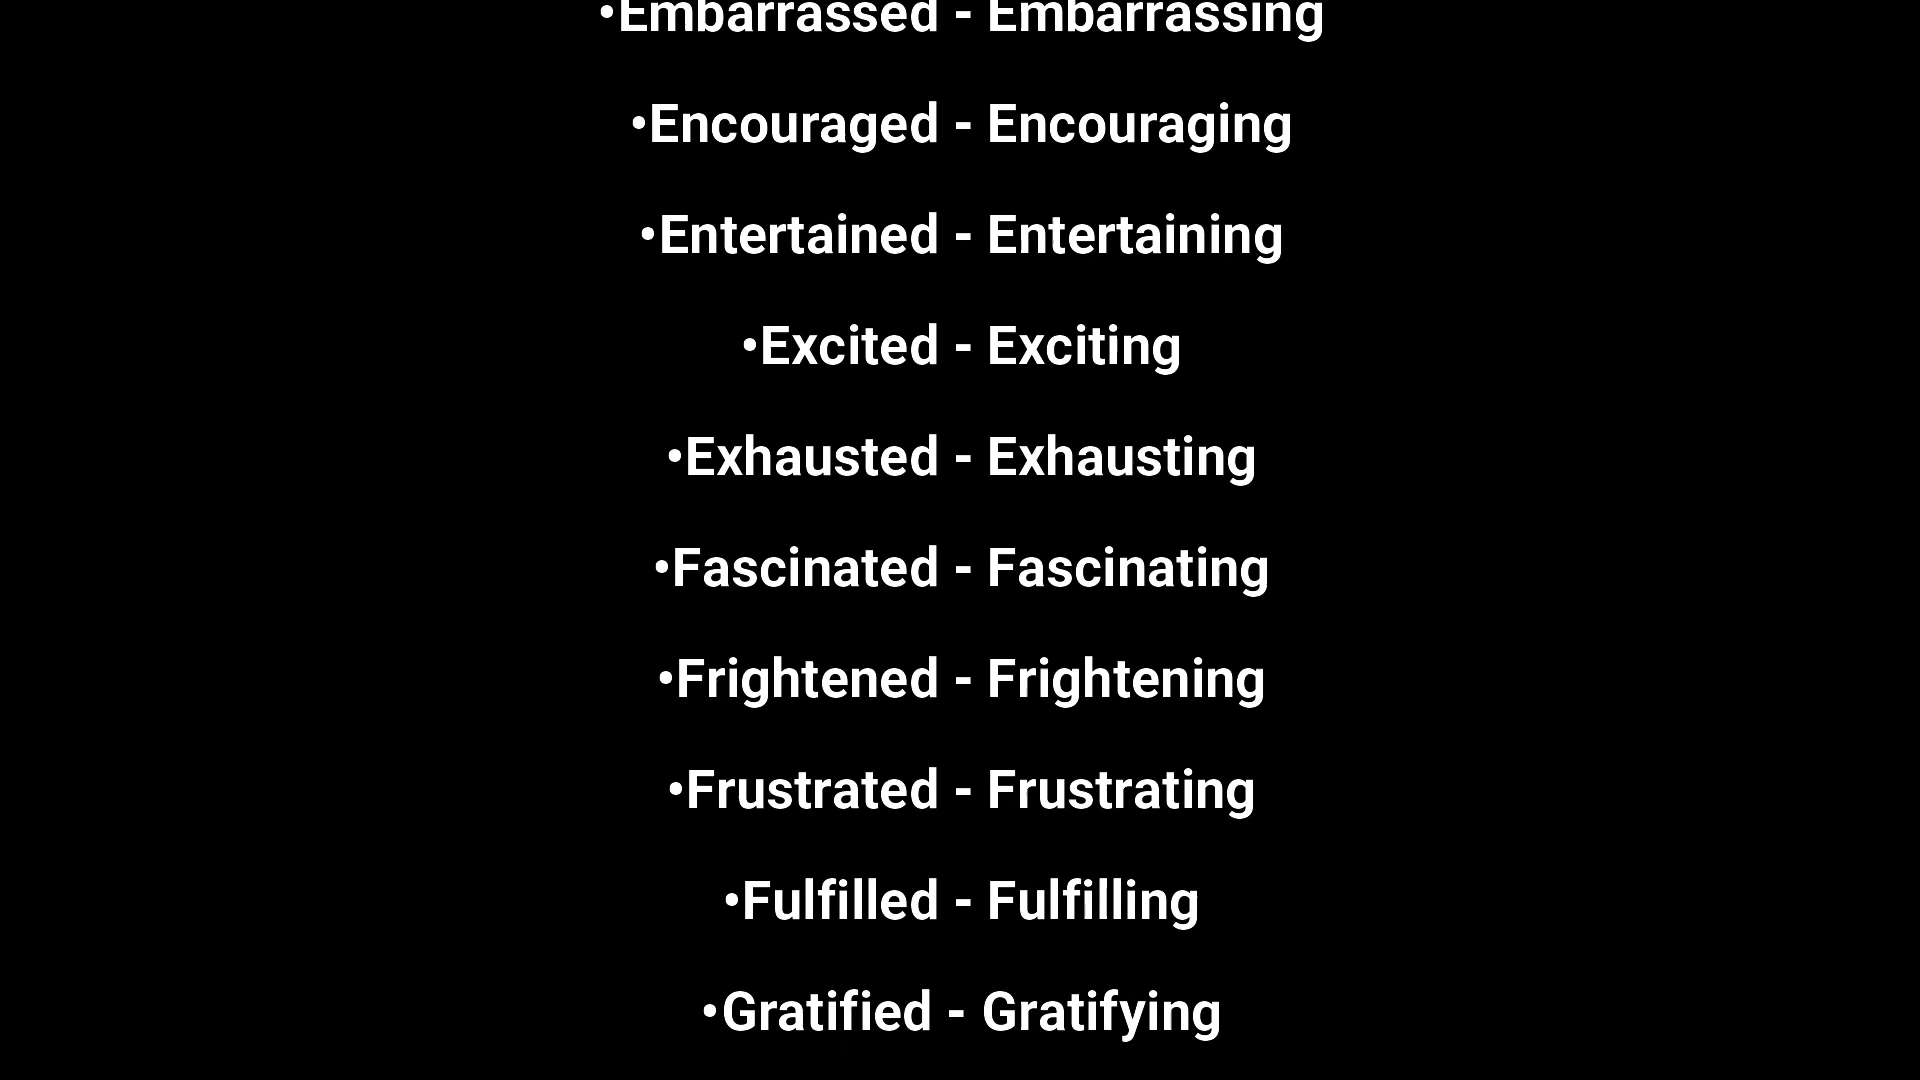 •Embarrassed - Embarrassing
•Encouraged - Encouraging
•Entertained - Entertaining
•Excited - Exciting
•Exhausted - Exhausting
•Fascinated - Fascinating
•Frightened - Frightening
•Frustrated - Frustrating
•Fulfilled - Fulfilling
•Gratified - Gratifying